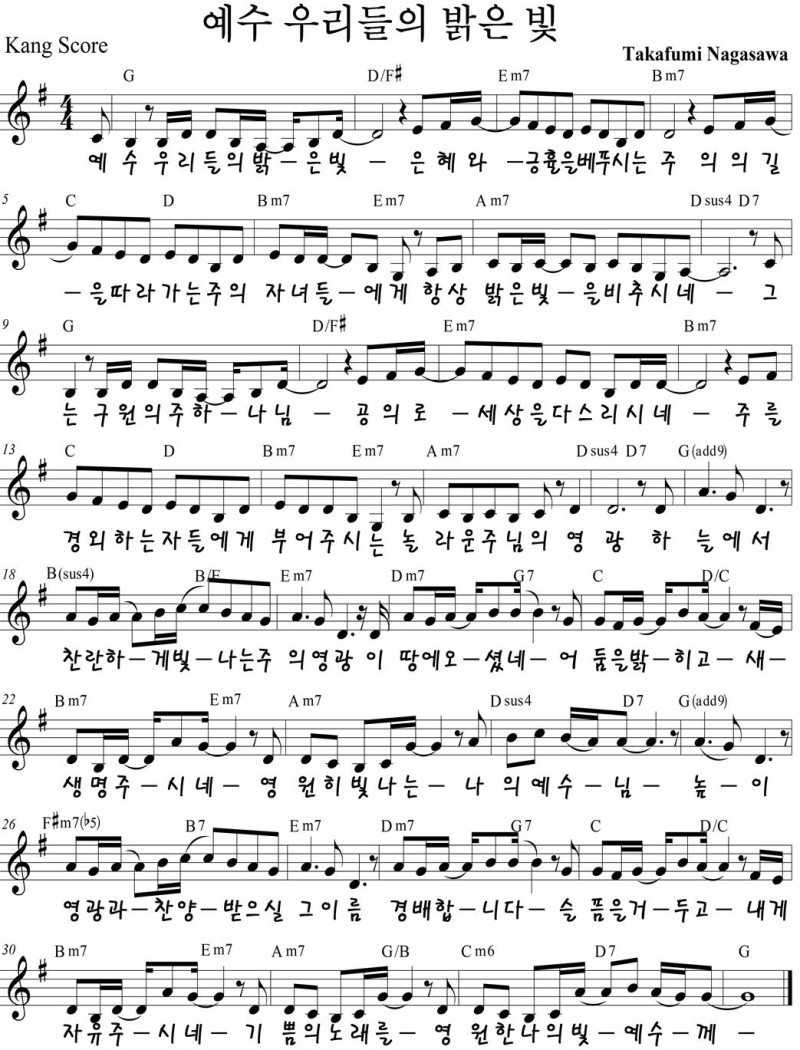 예수 우리들의 밝은 빛
Kang Score
Takafumi Nagasawa
G D/F# Em7 Bm7
4/4
예 수 우리들의밝-은빛 - 은혜와 -긍휼을베푸시는 주 의의길
5 C D Bm7 Em7 Am7 Dsus4 D7
-을따라가는주의 자녀들-에게 항상 밝은빛-을비추시네- 그
9 G D/F# Em7 Bm7
는 구원의주하-나님 - 공의로 -세상을다스리시네- 주를
13 C D Bm7 Em7 Am7 Dsus4 D7 G(add9)
경외하는자들에게 부어주시는놀 라운주님의 영광 하 늘에서
18 B(sus4) B/F Em7 Dm7 G7 C D/C
찬란하-게빛-나는주 의영광 이 땅에오-셨네-어 둠을밝-히고-새-
22 Bm7 Em7 Am7 Dsus4 D7 G(add9)
생명주-시네- 영 원히빛나는- 나 의예수-님- 높-이
26 F#m7(b5) B7 Em7 Dm7 G7 C D/C
영광과-찬양-받으실 그이름 경배합-니다-슬 픔을거-두고-내게
30 Bm7 Em7 Am7 G/B Cm6 D7 G
자유주-시네-기 쁨의노래를- 영 원한나의빛-예수-께 -